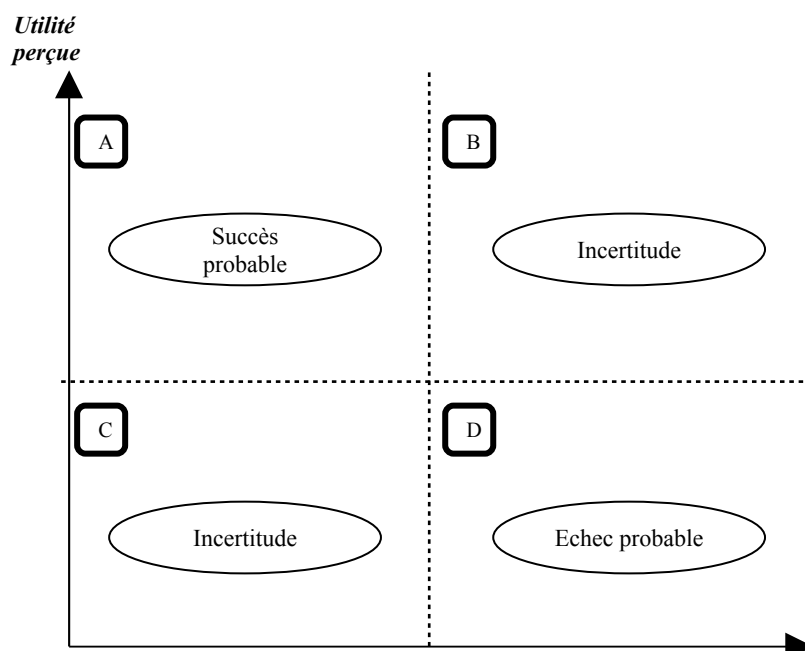 Utilité
perçue
A
B
Succès
probable
Incertitude
C
D
Incertitude
Echec probable